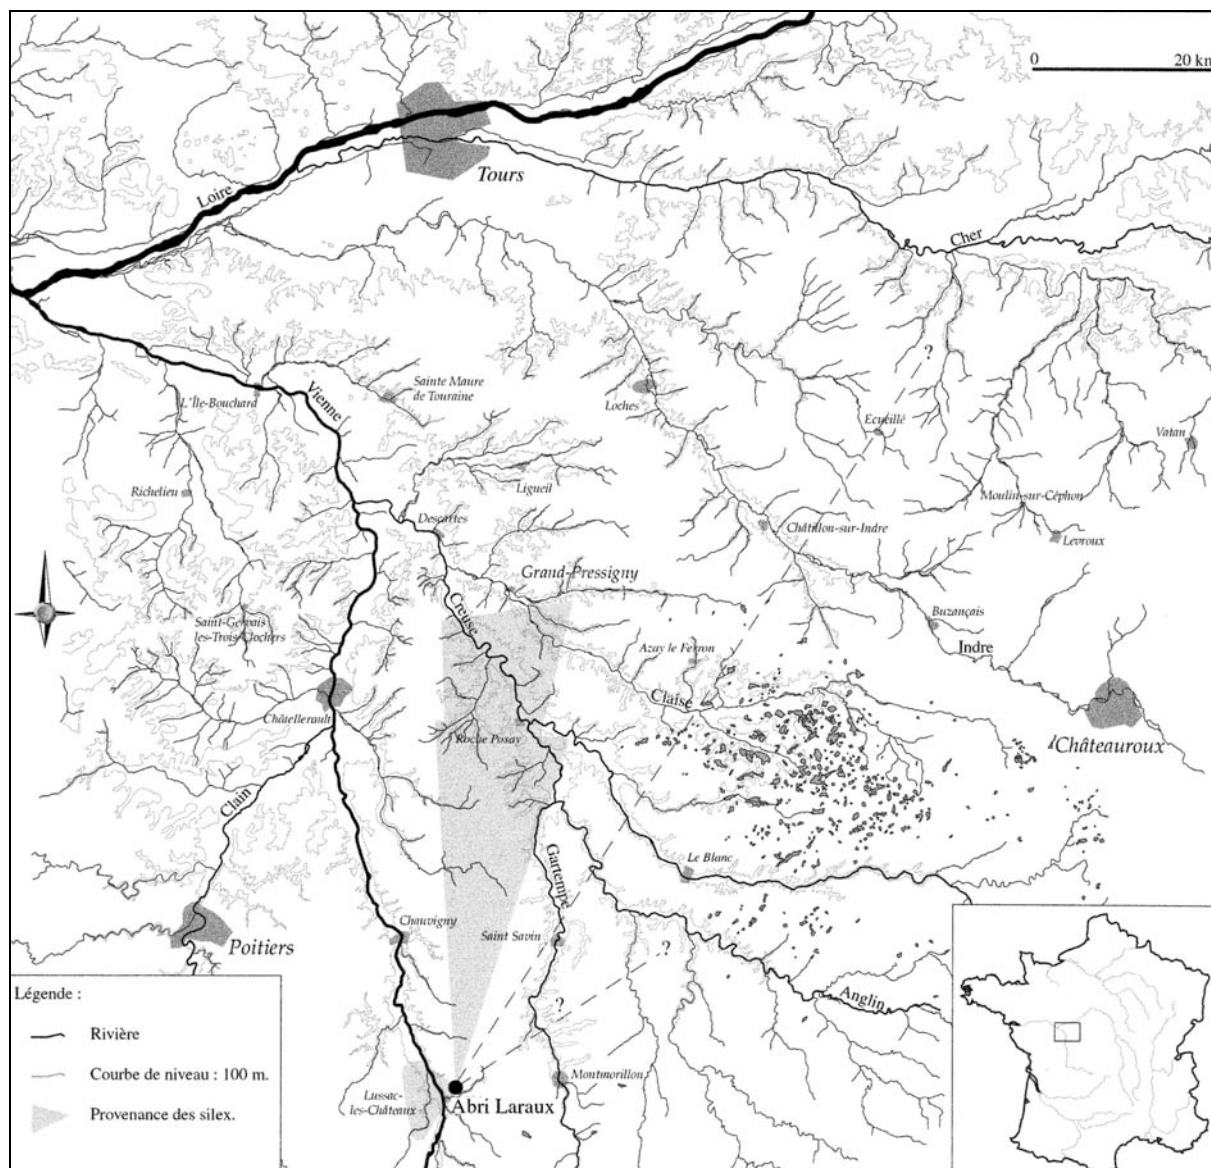 0 20 km
Tours
Loire
Cher
?
Vienne
Sainte Maure
de Touraine
L'Île-Bouchard
Loches
Ecueillé
Vatan
Richelieu
Ligueil
Moulin-sur-Céphon
Descartes
Châtillon-sur-Indre
Levroux
Grand-Pressigny
Creuse
Buzançais
Saint-Gervais
les-Trois-Clochers
Azay le Ferron
Indre
Claise
Châtellerault
Roche Posay
Châteauroux
Clain
Gartempe
Le Blanc
Chauvigny
Saint Savin
Poitiers
?
Anglin
?
Légende :
Rivière
Courbe de niveau : 100 m.
Provenance des silex.
Lussac-
les-Châteaux
Montmorillon
Abri Laraux